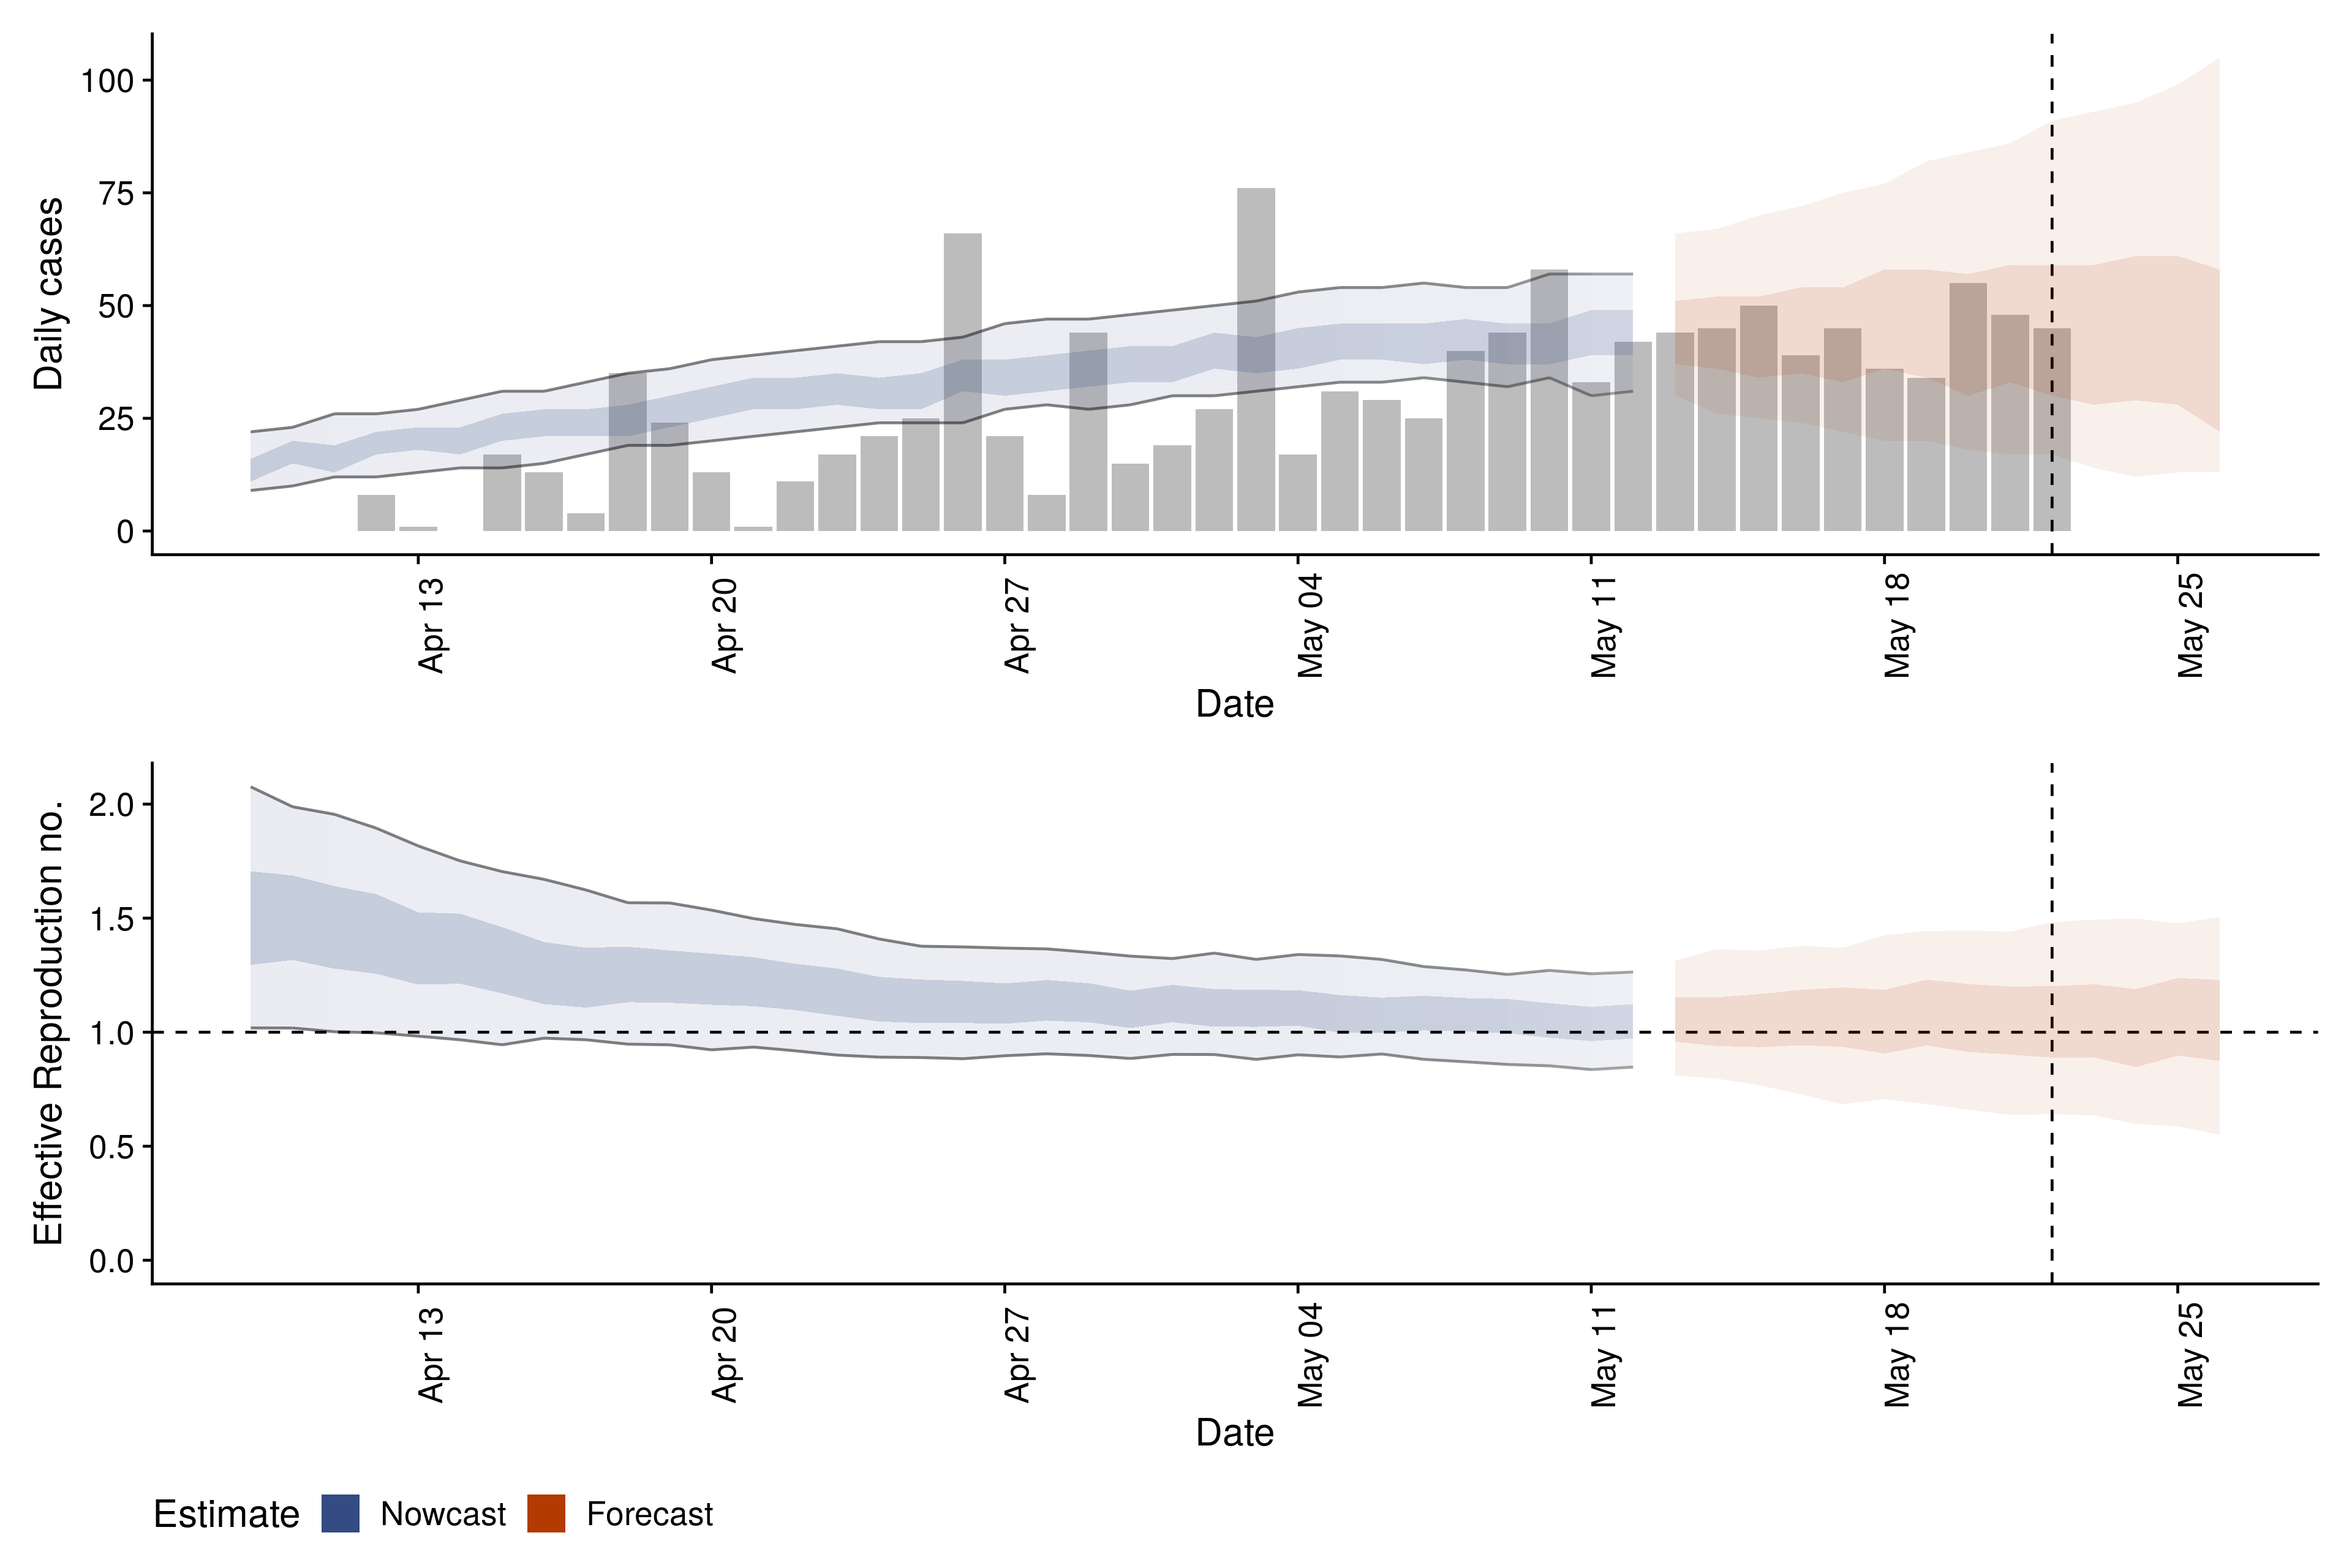 Daily cases
100
75
50
25
0
Apr 13
Apr 20
Apr 27
May 04
May 11
May 18
May 25
Date
Effective Reproduction no.
2.0
1.5
1.0
0.5
0.0
Apr 13
Apr 20
Apr 27
May 04
May 11
May 18
May 25
Date
Estimate Nowcast Forecast